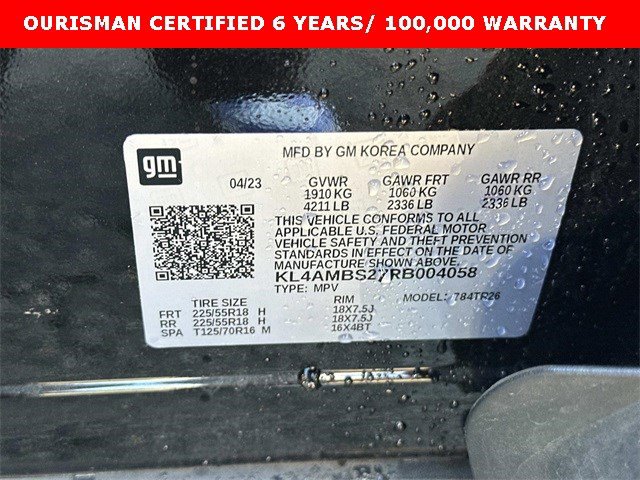 OURISMAN CERTIFIED 6 YEARS/ 100,000 WARRANTY
gm
MFD BY GM KOREA COMPANY
04/23 GVWR GAWR FRT GAWR RR
1910 KG 1060 KG 1060 KG
4211 LB 2336 LB 2336 LB
THIS VEHICLE CONFORMS TO ALL
APPLICABLE U.S. FEDERAL MOTOR
VEHICLE SAFETY AND THEFT PREVENTION
STANDARDS IN EFFECT ON THE DATE OF
MANUFACTURE SHOWN ABOVE.
KL4AMBS27RB004058
TYPE: MPV MODEL: 784TR26
TIRE SIZE RIM
FRT 225/55R18 H 18X7.5J
RR 225/55R18 H 18X7.5J
SPA T125/70R16 M 16X4BT